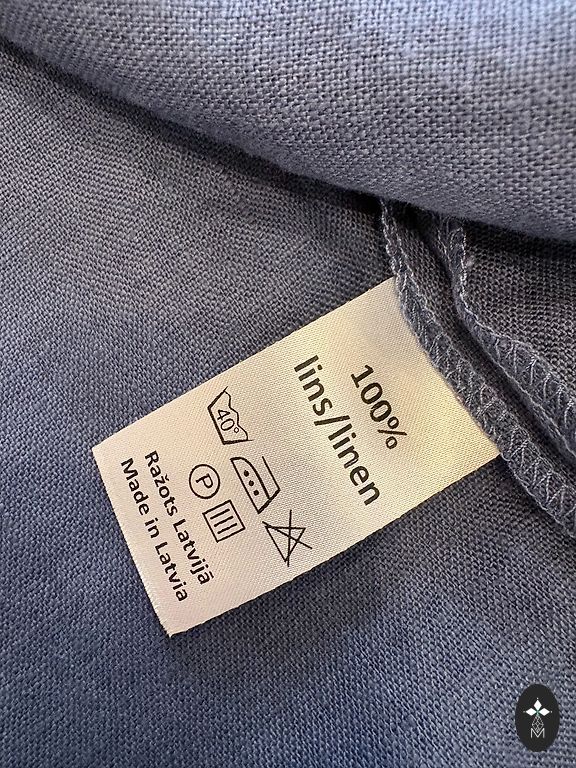 100%
lins/linen
40°
P
Ražots Latvijā
Made in Latvia
M